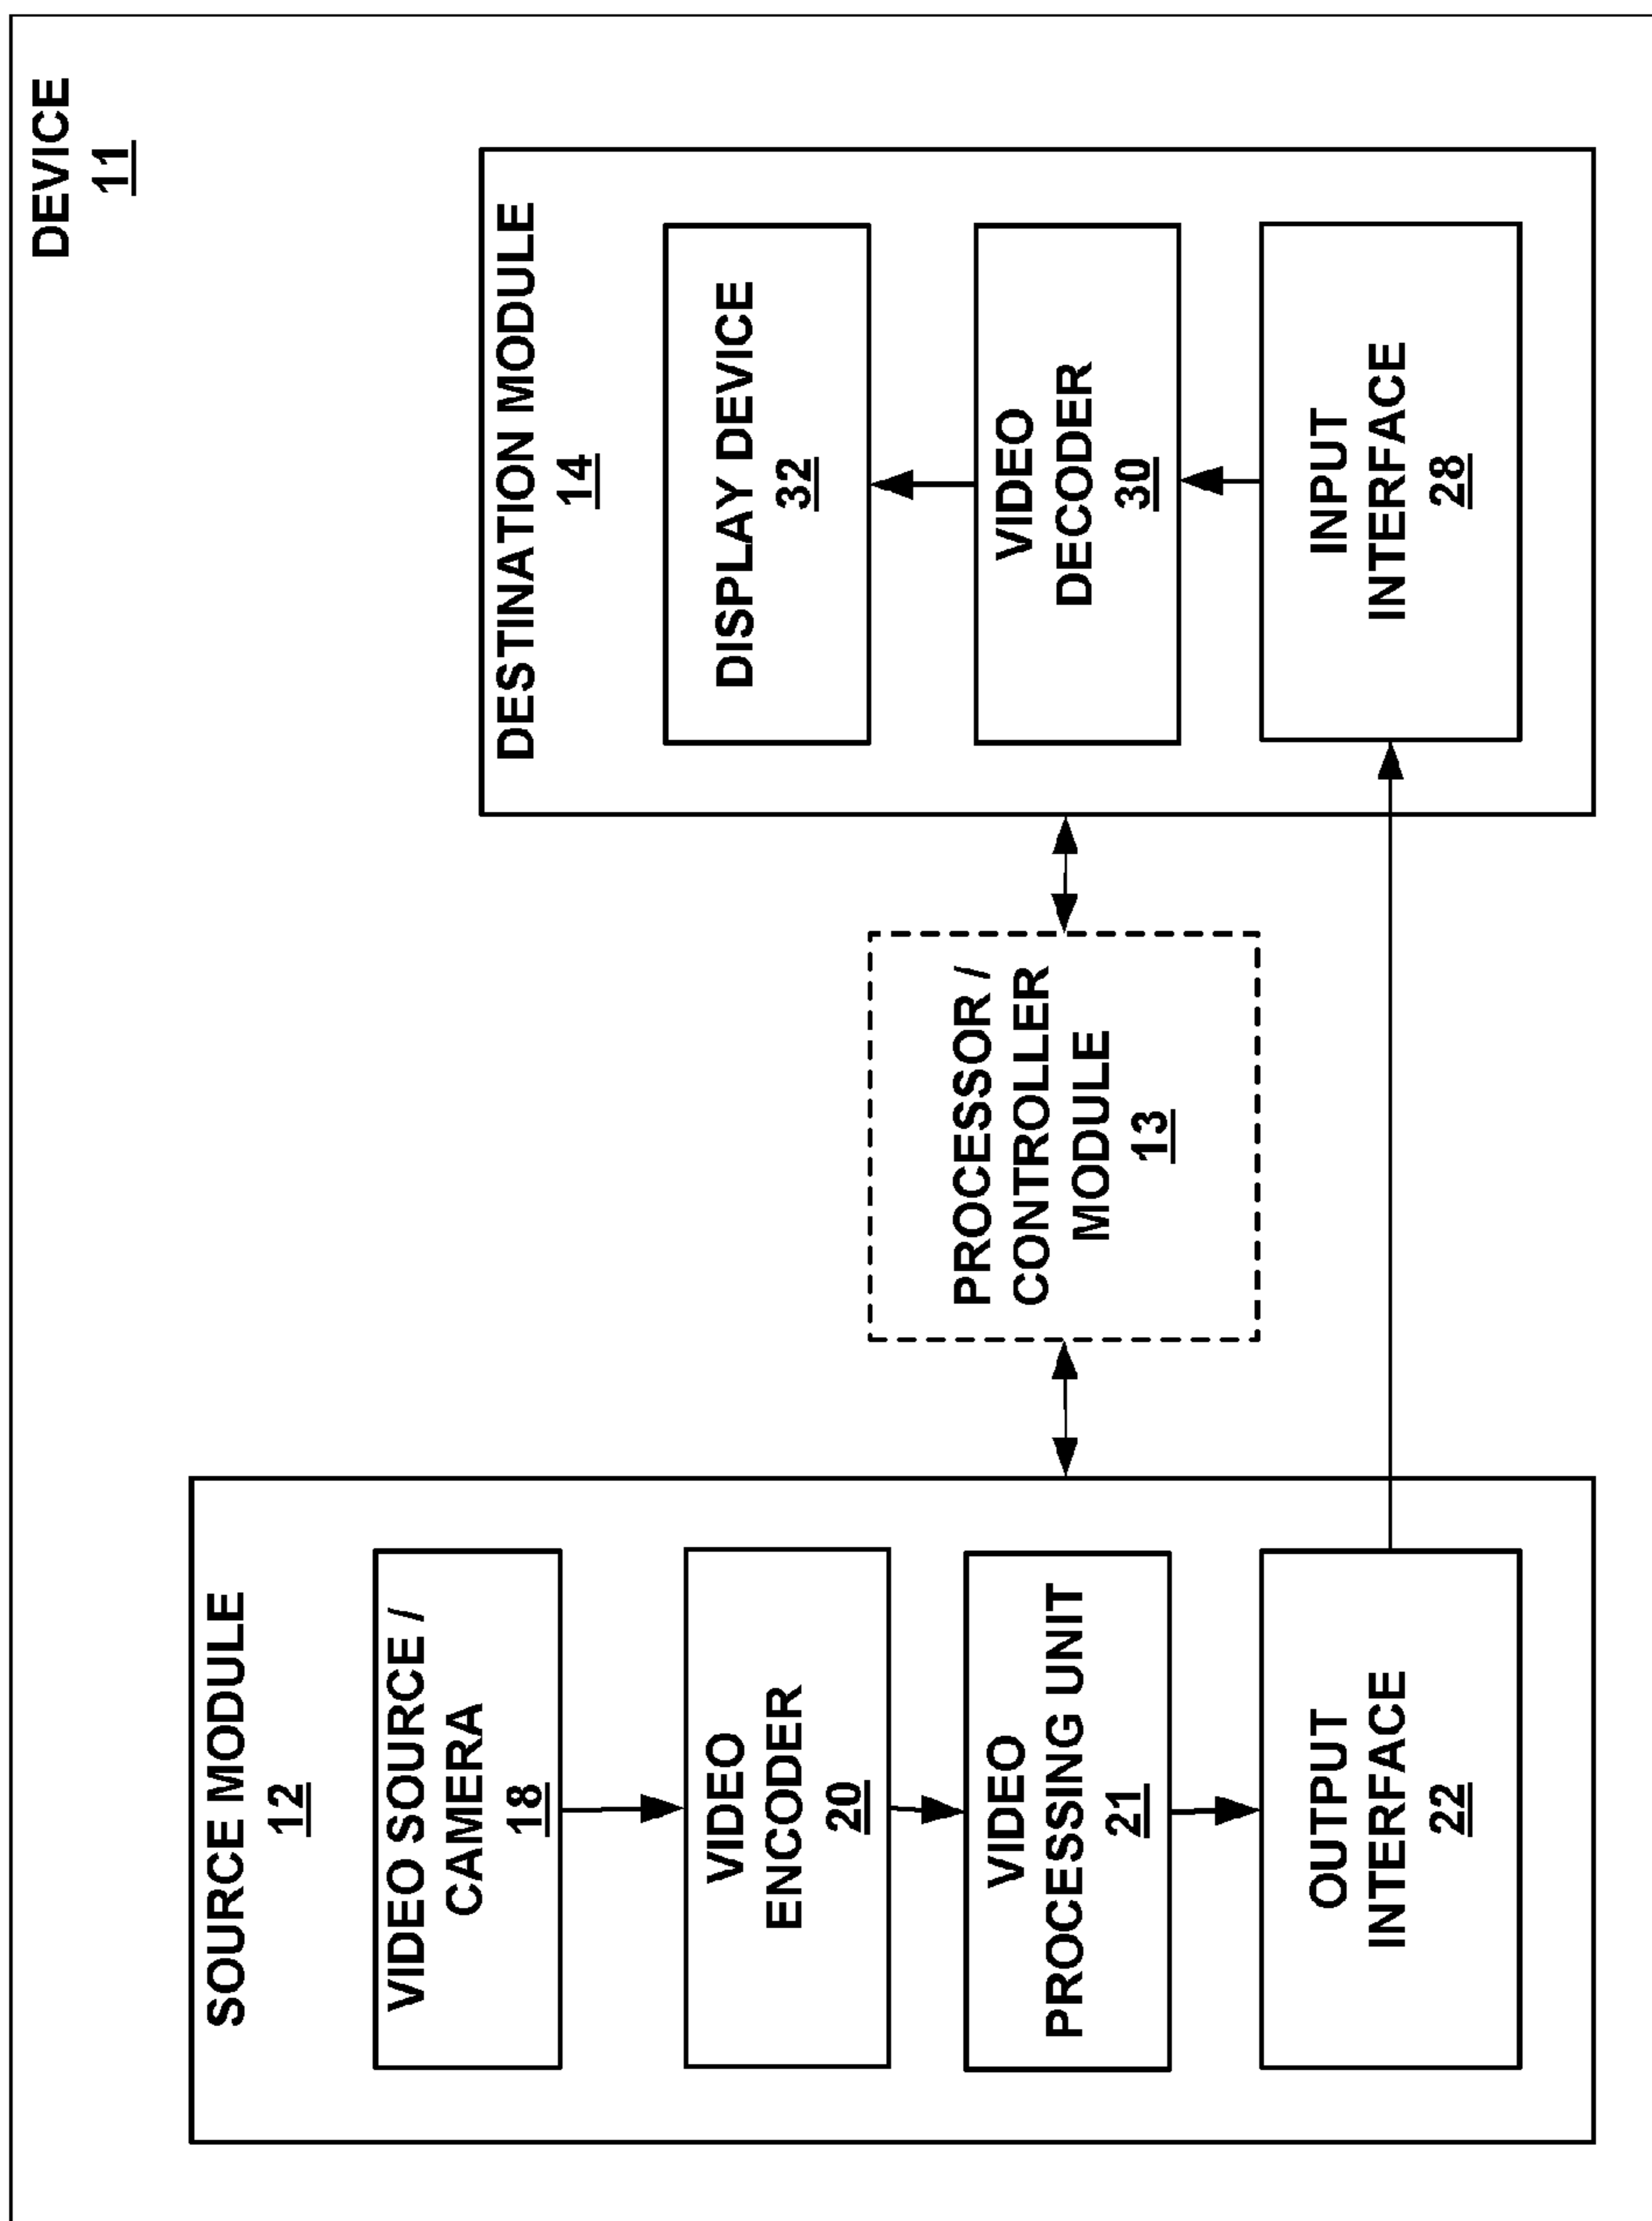 DEVICE
11
SOURCE MODULE
12
VIDEO SOURCE /
CAMERA
18
VIDEO
ENCODER
20
VIDEO
PROCESSING UNIT
21
OUTPUT
INTERFACE
22
PROCESSOR /
CONTROLLER
MODULE
13
DESTINATION MODULE
14
DISPLAY DEVICE
32
VIDEO
DECODER
30
INPUT
INTERFACE
28